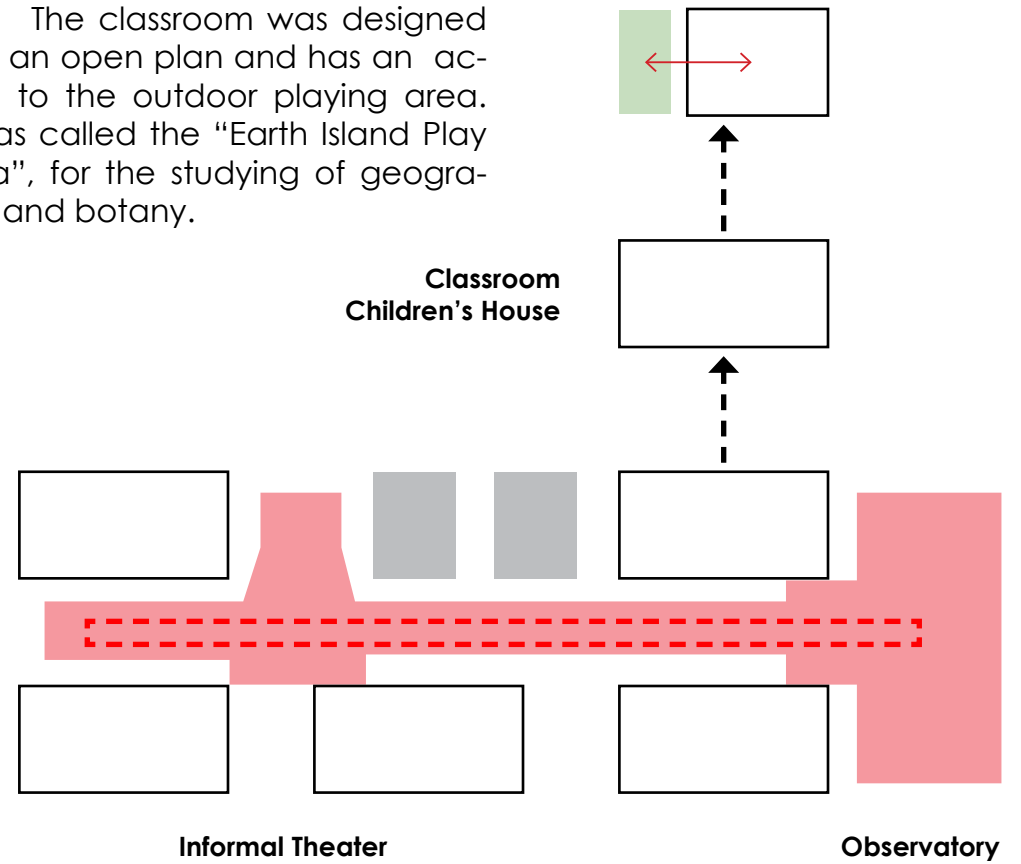 The classroom was designed
an open plan and has an ac-
to the outdoor playing area.
as called the “Earth Island Play
a”, for the studying of geogra-
and botany.
Classroom
Children’s House
Informal Theater
Observatory